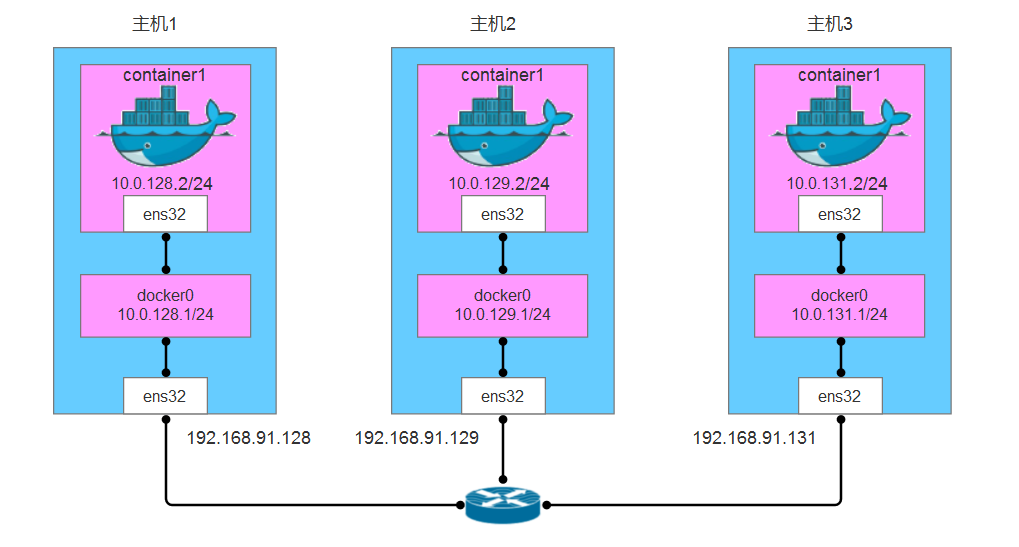 主机1
主机2
主机3
container1
container1
container1
10.0.128.2/24
10.0.129.2/24
10.0.131.2/24
ens32
ens32
ens32
docker0
10.0.128.1/24
docker0
10.0.129.1/24
docker0
10.0.131.1/24
ens32
ens32
ens32
192.168.91.128
192.168.91.129
192.168.91.131